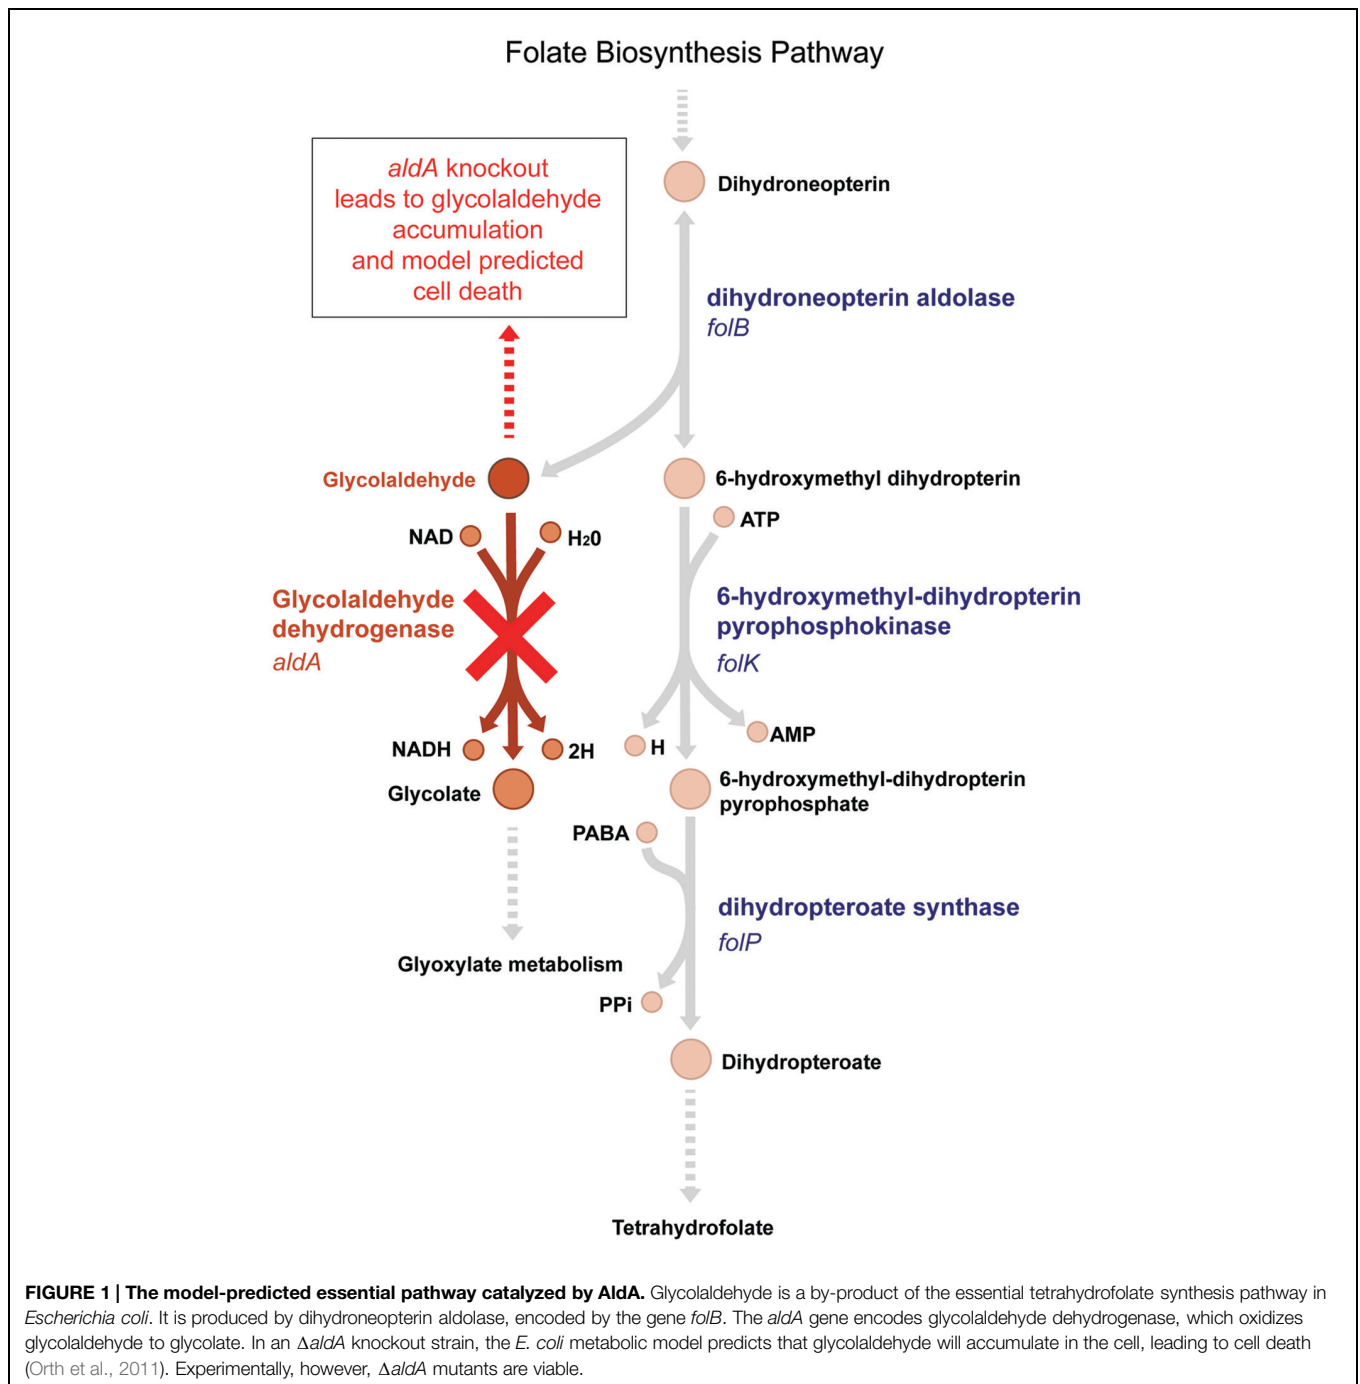 Folate Biosynthesis Pathway
aldA knockout
leads to glycolaldehyde
accumulation
and model predicted
cell death
Dihydroneopterin
dihydroneopterin aldolase
folB
Glycolaldehyde
6-hydroxymethyl dihydropterin
NAD
H20
ATP
Glycolaldehyde
dehydrogenase
aldA
6-hydroxymethyl-dihydropterin
pyrophosphokinase
folK
NADH
2H
H
AMP
Glycolate
6-hydroxymethyl-dihydropterin
pyrophosphate
PABA
dihydropteroate synthase
folP
Glyoxylate metabolism
PPi
Dihydropteroate
Tetrahydrofolate
FIGURE 1 | The model-predicted essential pathway catalyzed by AldA. Glycolaldehyde is a by-product of the essential tetrahydrofolate synthesis pathway in
Escherichia coli. It is produced by dihydroneopterin aldolase, encoded by the gene folB. The aldA gene encodes glycolaldehyde dehydrogenase, which oxidizes
glycolaldehyde to glycolate. In an ΔaldA knockout strain, the E. coli metabolic model predicts that glycolaldehyde will accumulate in the cell, leading to cell death
(Orth et al., 2011). Experimentally, however, ΔaldA mutants are viable.